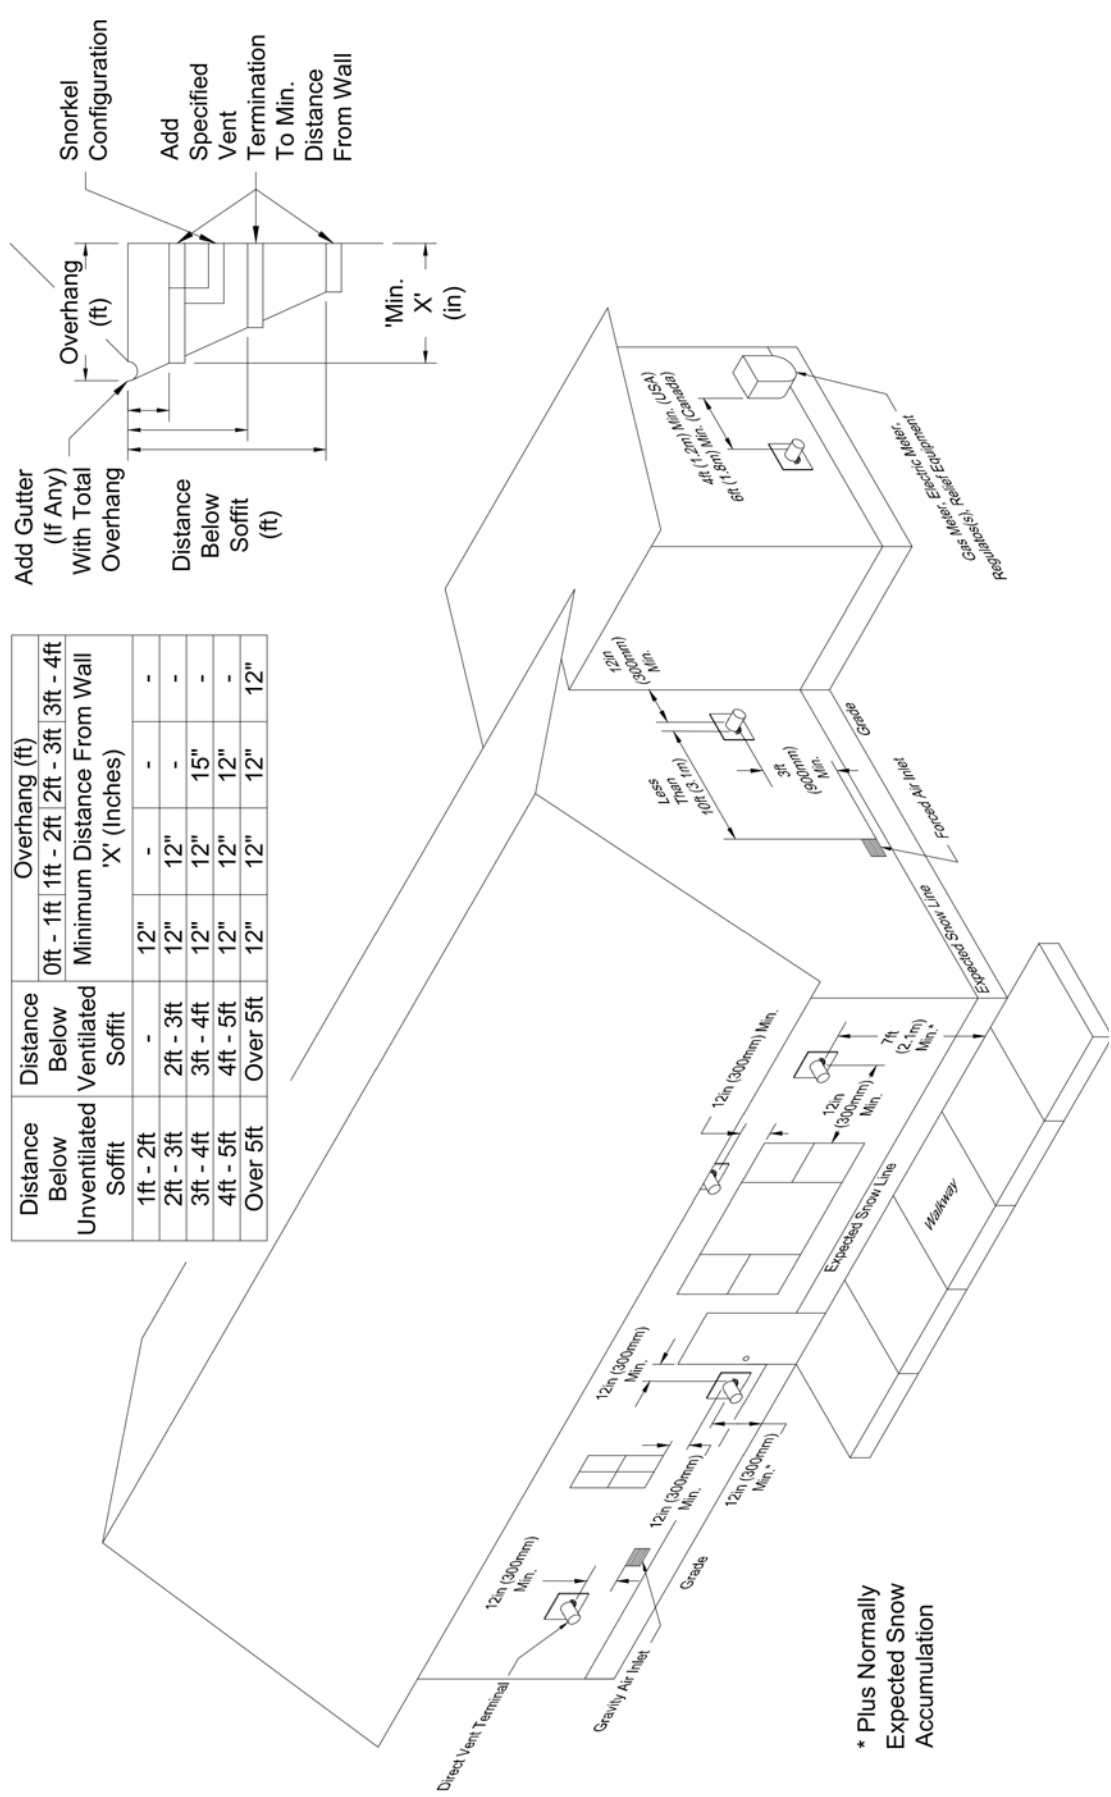 Distance Below Unventilated Soffit | Distance Below Ventilated Soffit | Overhang (ft)
0ft - 1ft | 1ft - 2ft | 2ft - 3ft | 3ft - 4ft
Minimum Distance From Wall
'X' (Inches)
1ft - 2ft | - | 12" | - | - | -
2ft - 3ft | 2ft - 3ft | 12" | 12" | - | -
3ft - 4ft | 3ft - 4ft | 12" | 12" | 15" | -
4ft - 5ft | 4ft - 5ft | 12" | 12" | 12" | -
Over 5ft | Over 5ft | 12" | 12" | 12" | 12"
Add Gutter
(If Any)
With Total
Overhang
Overhang
(ft)
Snorkel
Configuration
Add
Specified
Vent
Termination
To Min.
Distance
From Wall
Distance
Below
Soffit
(ft)
'Min.
X'
(in)
Direct Vent Terminal
12in (300mm)
Min.
Gravity Air Inlet
12in (300mm)
Min.
12in (300mm)
Min.
12in (300mm)
Min.*
Grade
12in (300mm) Min.
12in
(300mm)
Min.
7ft
(2.1m)
Min.*
Expected Snow Line
Walkway
12in
(300mm)
Min.
Less
Than
10ft (3.1m)
3ft
(900mm)
Min.
Grade
Forced Air Inlet
Expected Snow Line
4ft (1.2m) Min. (USA)
6ft (1.8m) Min. (Canada)
Gas Meter, Electric Meter,
Regulatos(s), Relief Equipment
* Plus Normally
Expected Snow
Accumulation